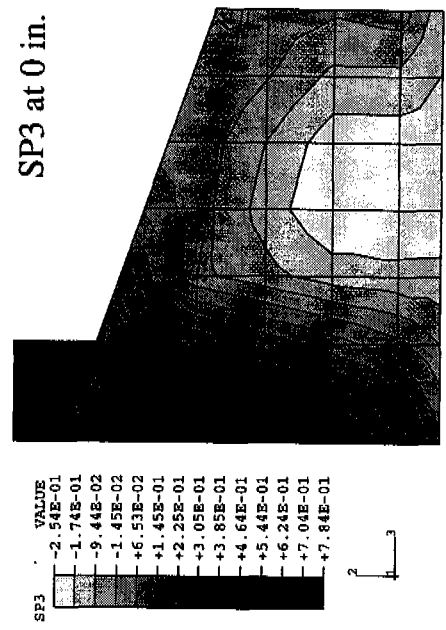 SP3 at 0 in.
SP3 VALUE
-2.54E-01
-1.74E-01
-9.44E-02
-1.45E-02
+6.53E-02
+1.45E-01
+2.25E-01
+3.05E-01
+3.85E-01
+4.64E-01
+5.44E-01
+6.24E-01
+7.04E-01
+7.84E-01
2
1 3